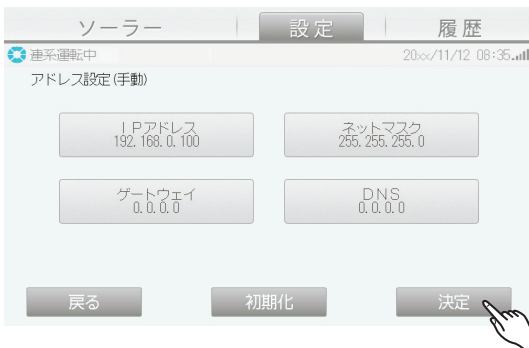 ソーラー 設定 履歴
連系運転中 20××/11/12 08:35
アドレス設定(手動)
IPアドレス ネットマスク
192.168.0.100 255.255.255.0
ゲートウェイ DNS
0.0.0.0 0.0.0.0
戻る 初期化 決定